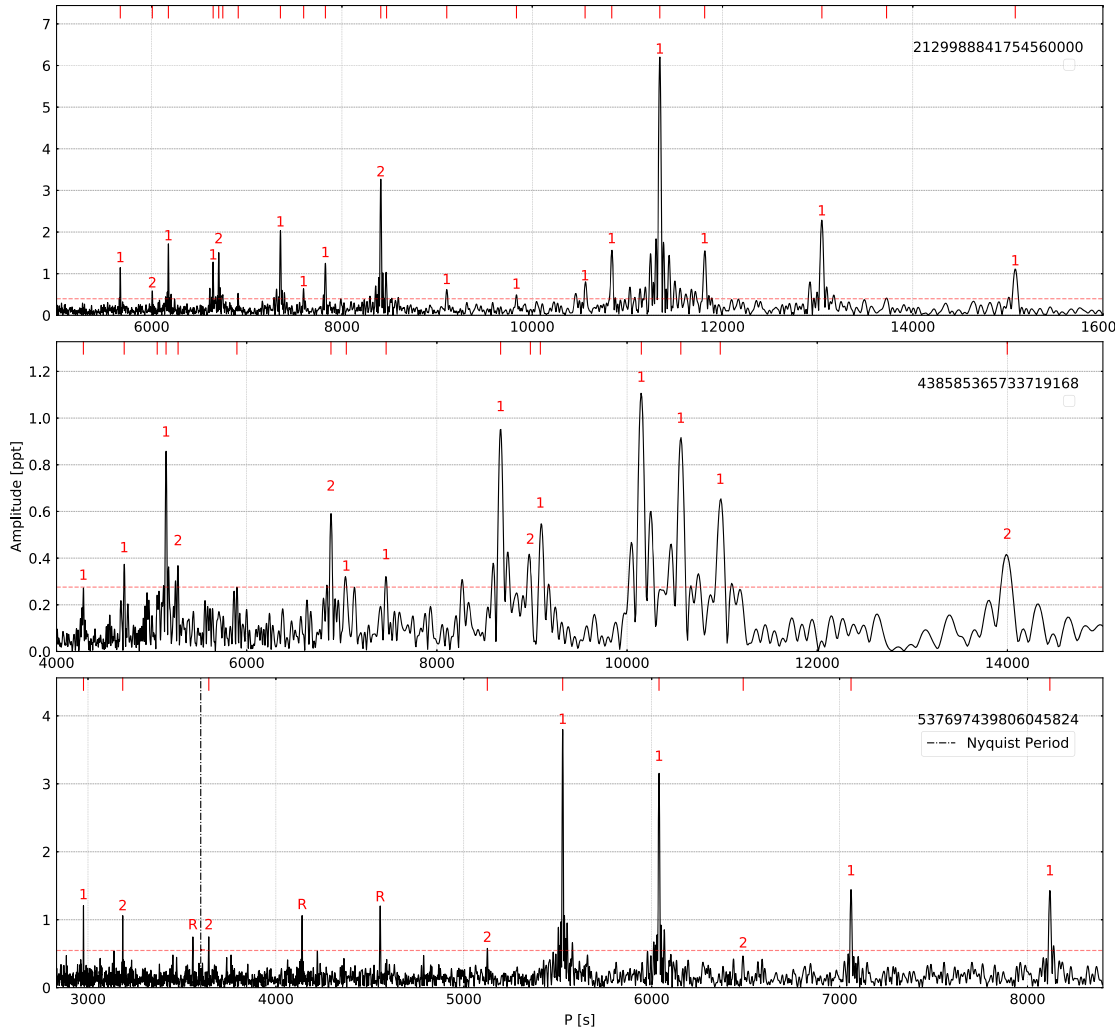 7
6
5
4
3
2
1
0
2129988841754560000
1 2 1 1 2 1 1 1 2 1 1 1 1 1 1 1 1
6000 8000 10000 12000 14000 1600
Amplitude [ppt]
1.2
1.0
0.8
0.6
0.4
0.2
0.0
438585365733719168
1 1 1 2 2 1 1 1 2 1 1 1 1 2
4000 6000 8000 10000 12000 14000
4
3
2
1
0
537697439806045824
Nyquist Period
1 2 R 2 R R 2 1 1 2 1 1
3000 4000 5000 6000 7000 8000
P [s]